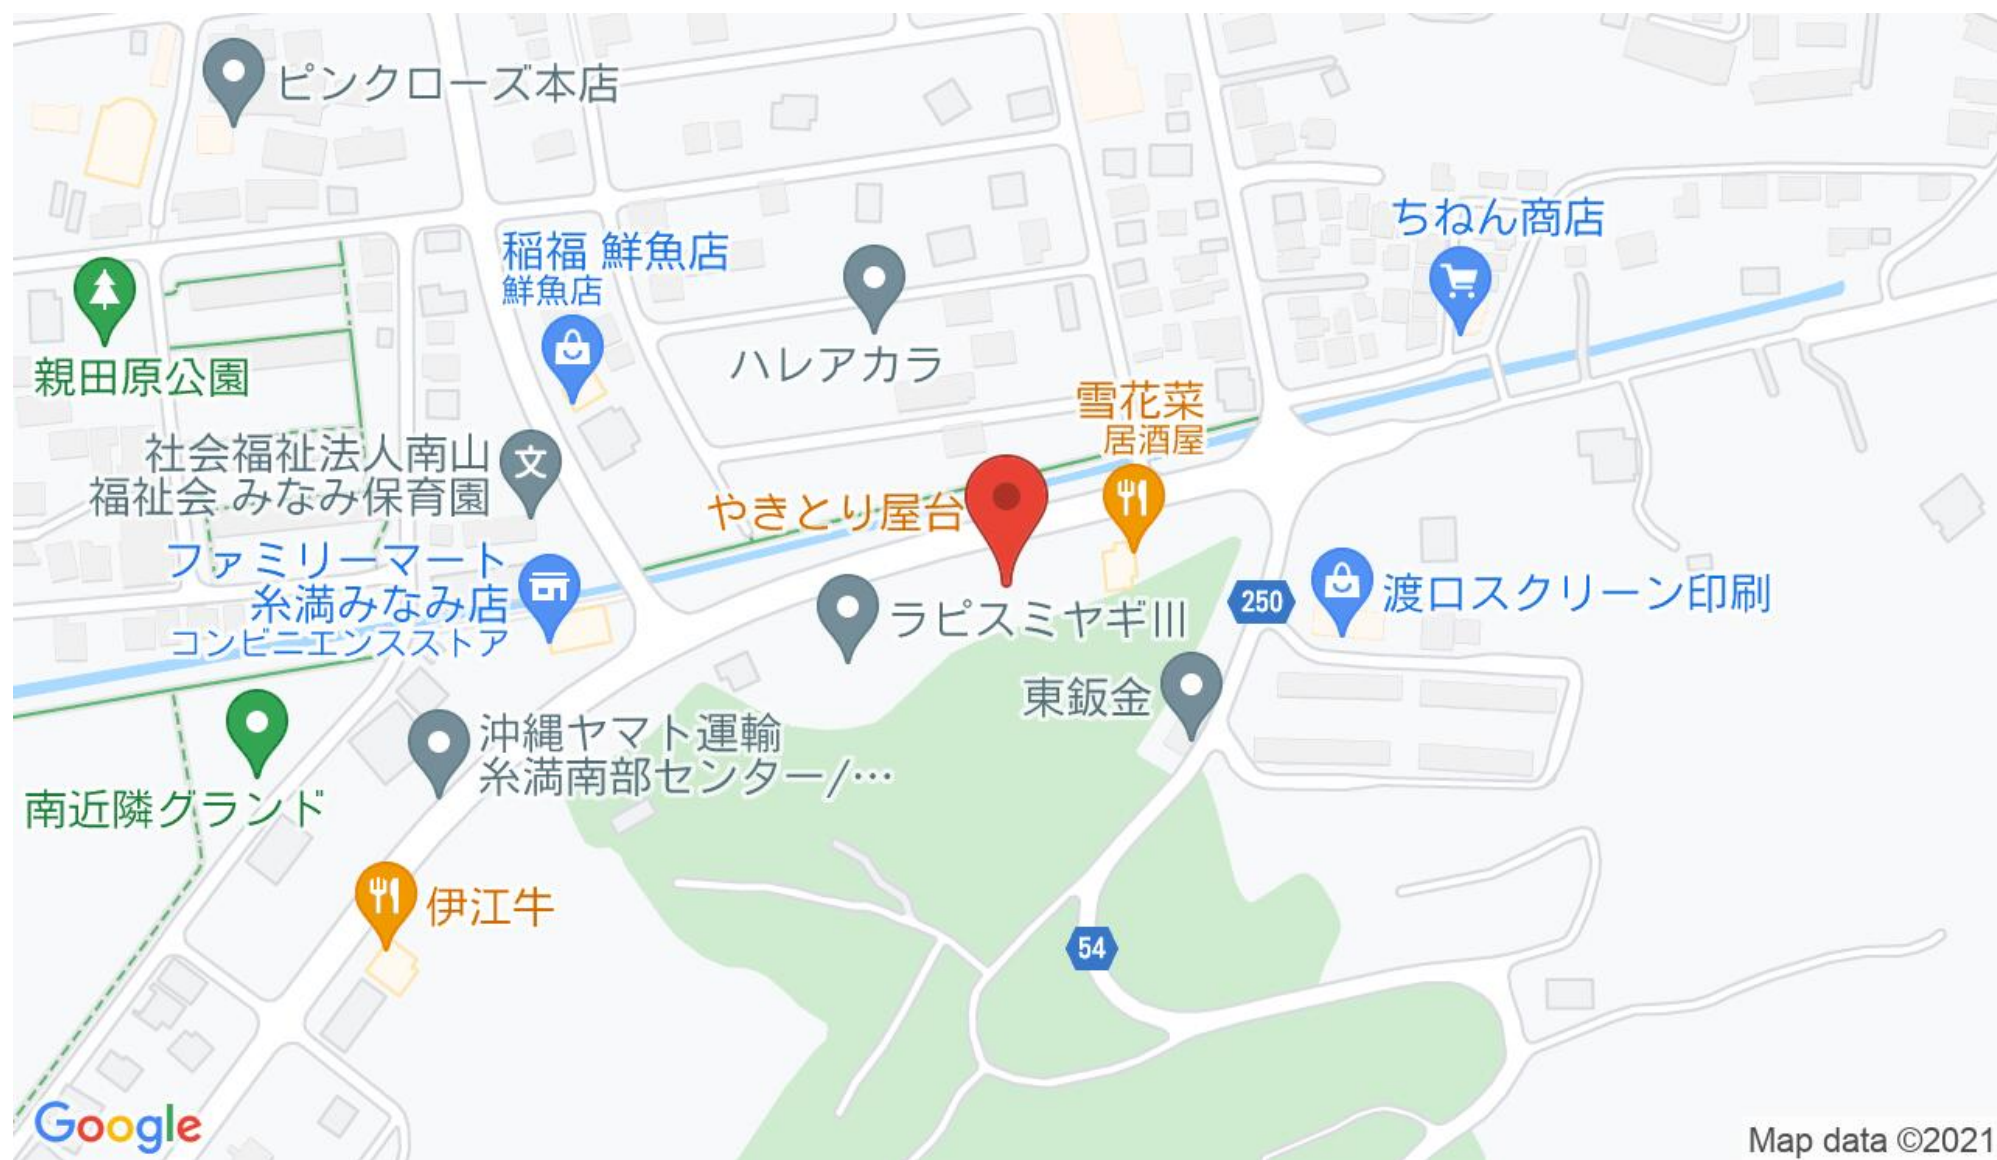 ピンクローズ本店
ちねん商店
稲福 鮮魚店
鮮魚店
ハレアカラ
親田原公園
雪花菜
居酒屋
社会福祉法人南山
福祉会 みなみ保育園
文
やきとり屋台
ファミリーマート
糸満みなみ店
コンビニエンスストア
250
渡口スクリーン印刷
ラピスミヤギIII
東鈑金
沖縄ヤマト運輸
糸満南部センター/…
南近隣グランド
伊江牛
54
Google
Map data ©2021